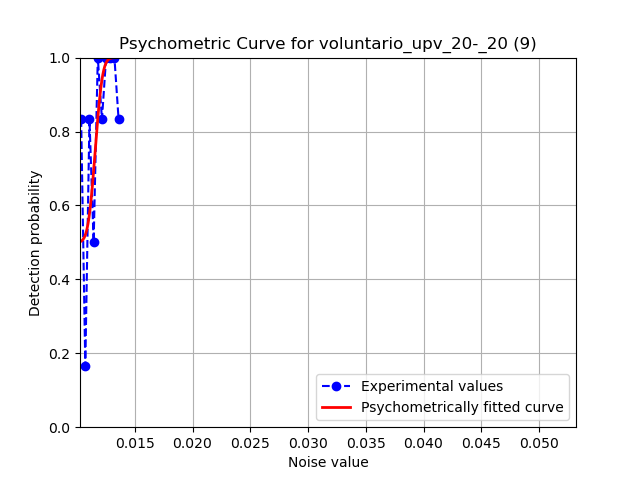 Psychometric Curve for voluntario_upv_20-_20 (9)
1.0
0.8
0.6
0.4
0.2
0.0
Detection probability
0.015 0.020 0.025 0.030 0.035 0.040 0.045 0.050
Noise value
Experimental values
Psychometrically fitted curve